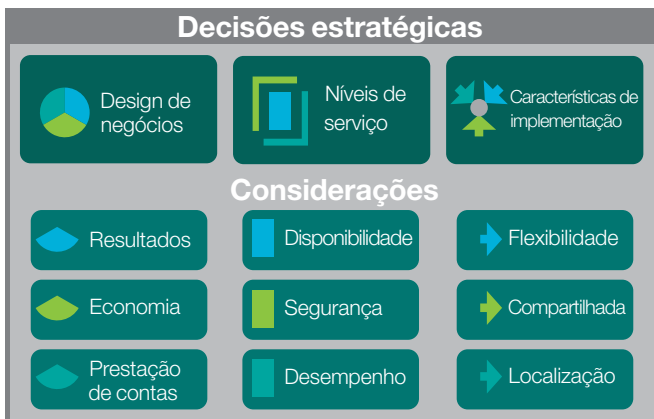 Decisões estratégicas
Design de
negócios
Níveis de
serviço
Características de
implementação
Considerações
Resultados
Disponibilidade
Flexibilidade
Economia
Segurança
Compartilhada
Prestação
de contas
Desempenho
Localização